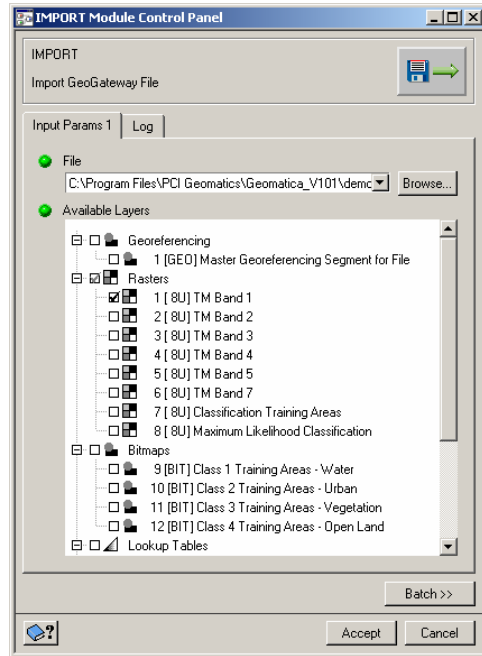 IMPORT Module Control Panel
IMPORT
Import GeoGateway File
Input Params 1 Log
File
C:\Program Files\PCI Geomatics\Geomatica_V101\demo Browse...
Available Layers
Georeferencing
1 [GEO] Master Georeferencing Segment for File
Rasters
1 [ 8U] TM Band 1
2 [ 8U] TM Band 2
3 [ 8U] TM Band 3
4 [ 8U] TM Band 4
5 [ 8U] TM Band 5
6 [ 8U] TM Band 7
7 [ 8U] Classification Training Areas
8 [ 8U] Maximum Likelihood Classification
Bitmaps
9 [BIT] Class 1 Training Areas - Water
10 [BIT] Class 2 Training Areas - Urban
11 [BIT] Class 3 Training Areas - Vegetation
12 [BIT] Class 4 Training Areas - Open Land
Lookup Tables
Batch >>
? Accept Cancel